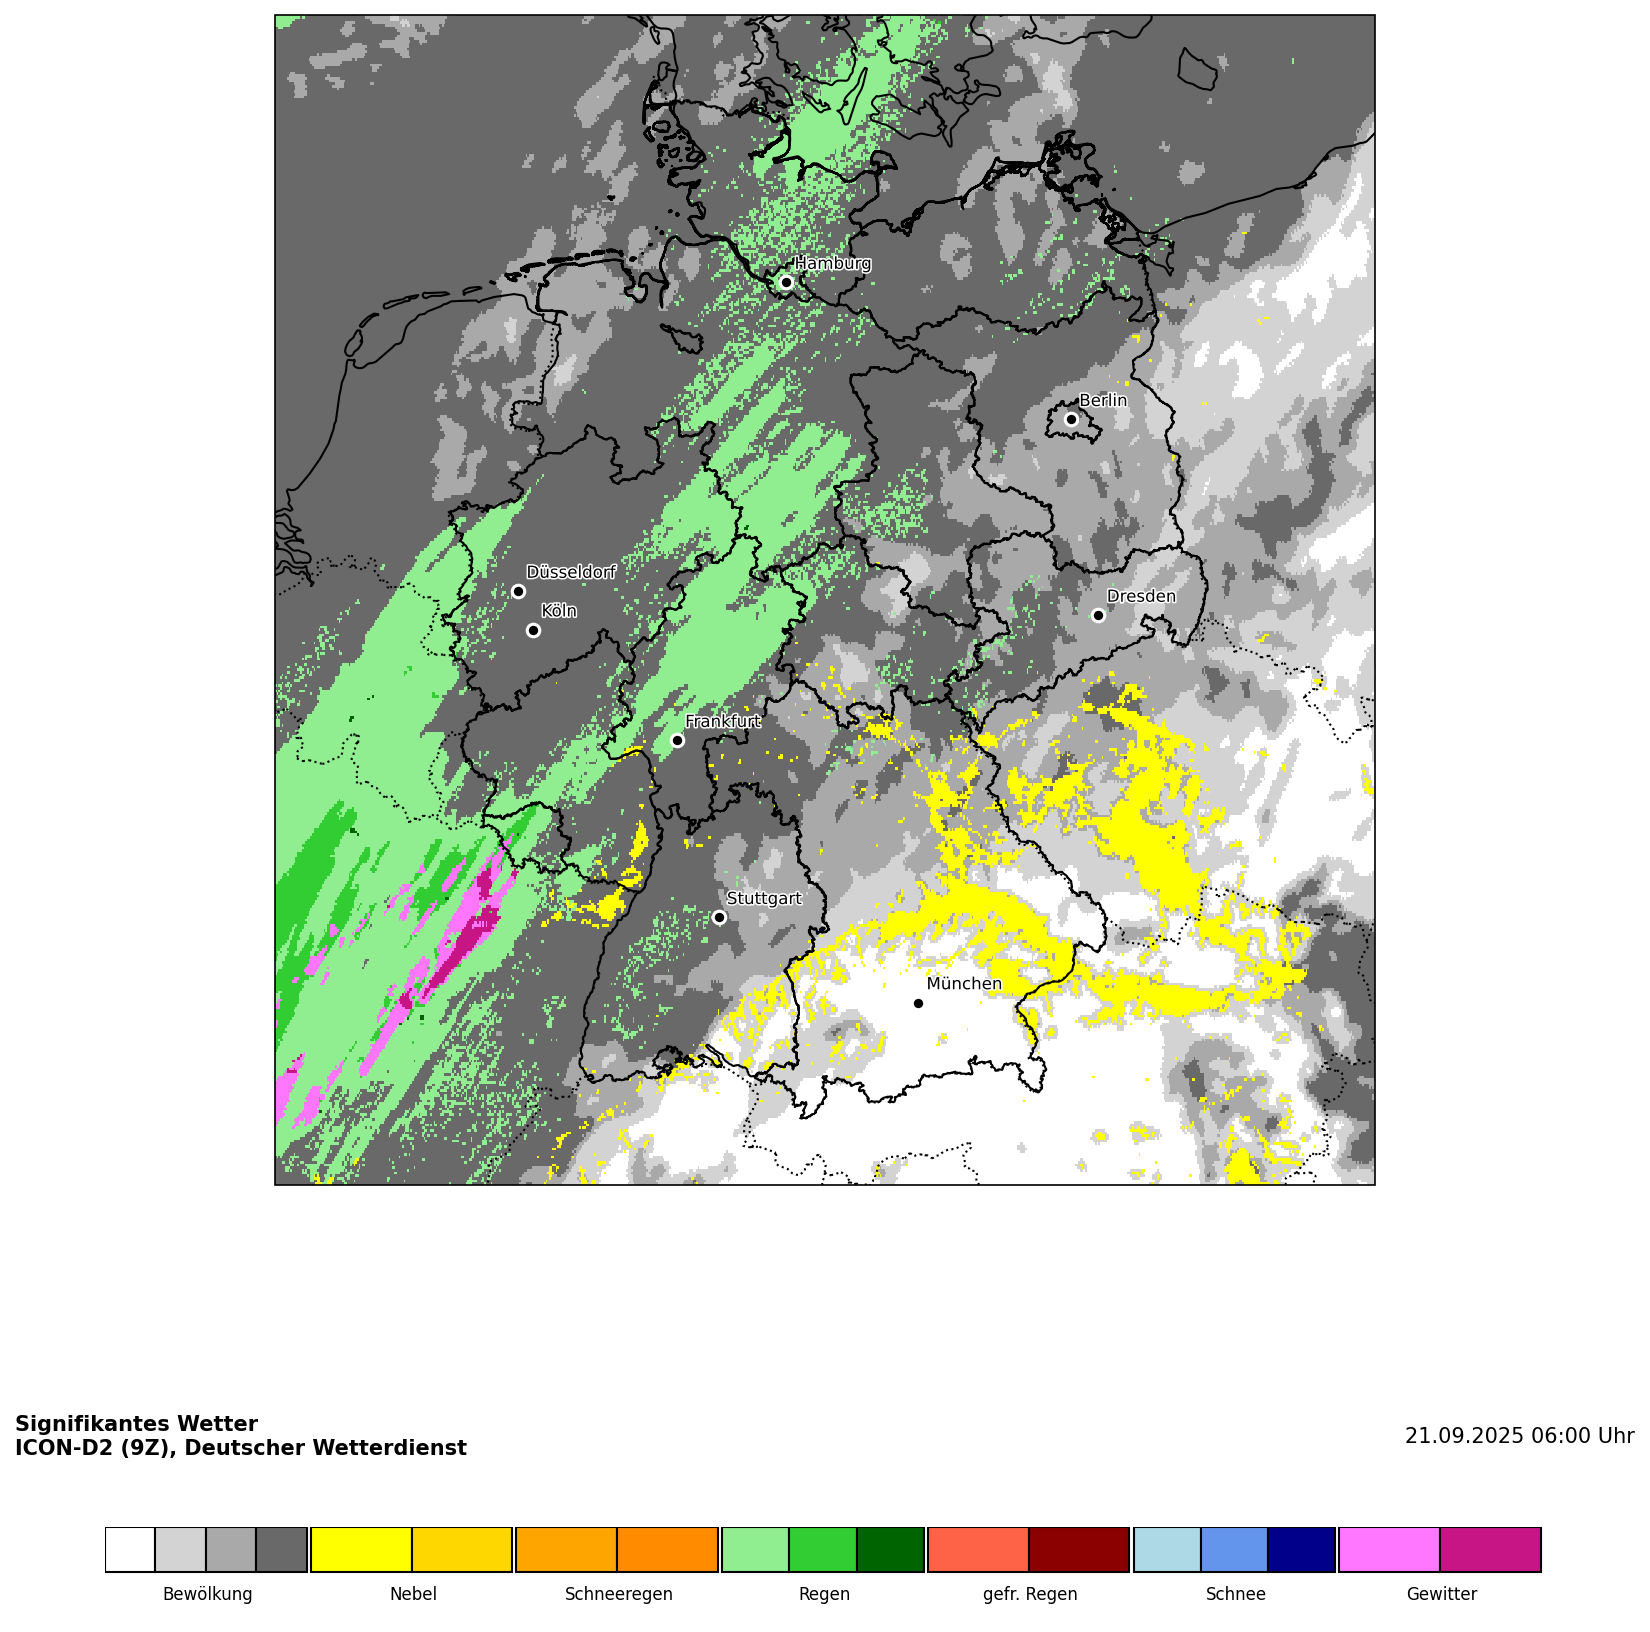 Hamburg
Berlin
Düsseldorf
Köln
Dresden
Frankfurt
Stuttgart
München
Signifikantes Wetter
ICON-D2 (9Z), Deutscher Wetterdienst
21.09.2025 06:00 Uhr
Bewölkung
Nebel
Schneeregen
Regen
gefr. Regen
Schnee
Gewitter